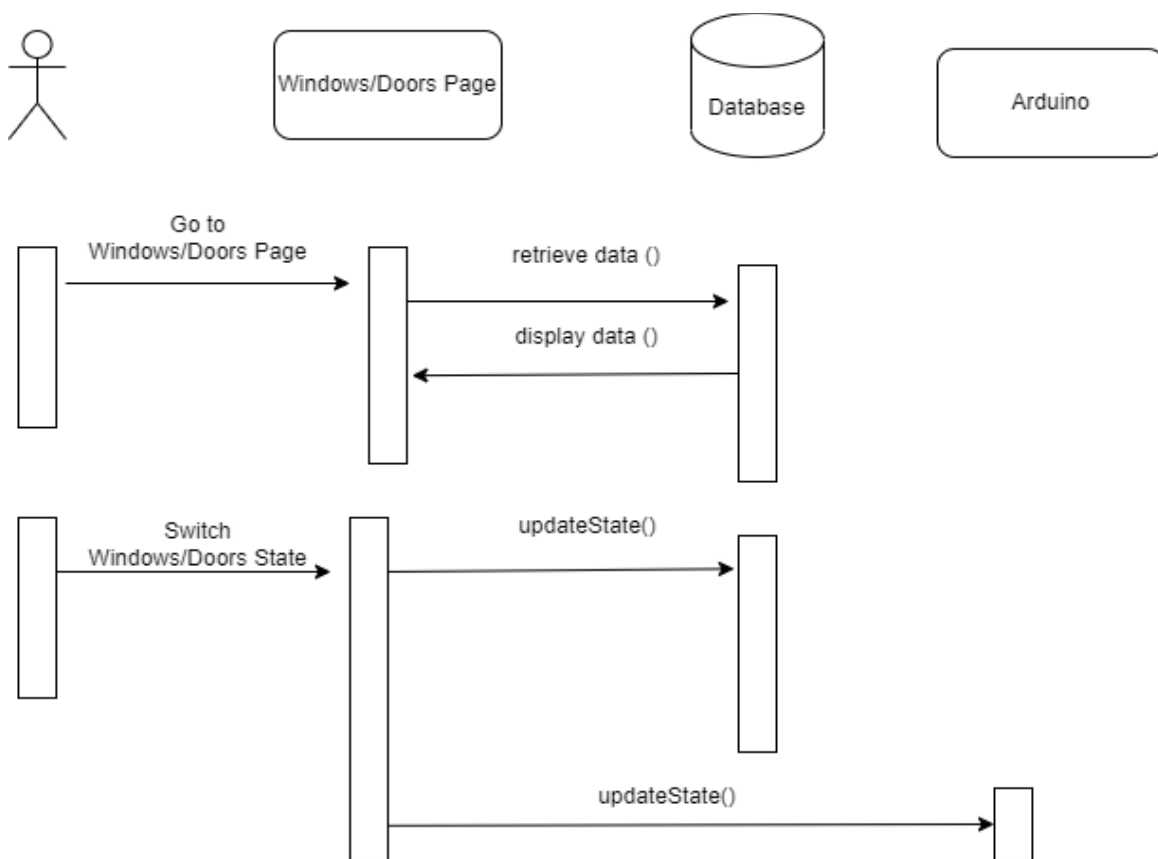 Windows/Doors Page
Database
Arduino
Go to
Windows/Doors Page
retrieve data ()
display data ()
Switch
Windows/Doors State
updateState()
updateState()